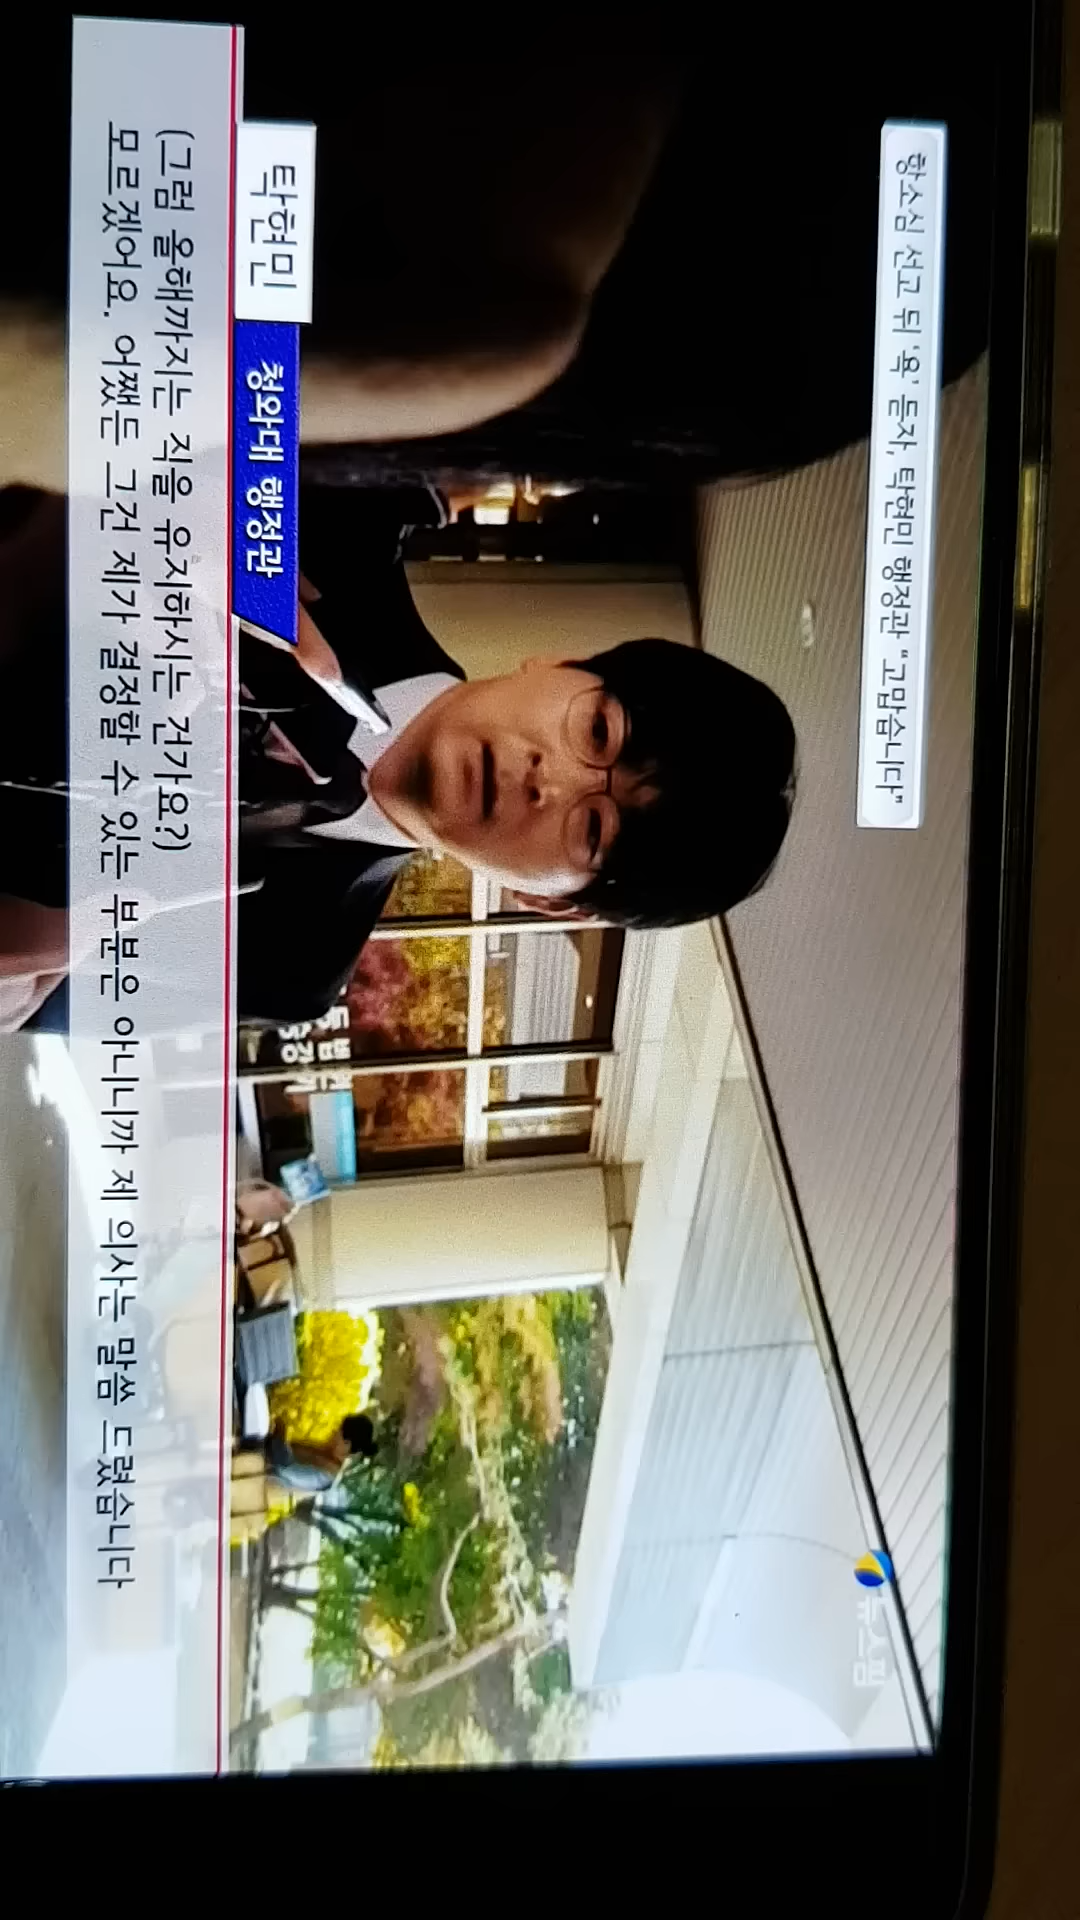 항소심 선고 뒤 '욕' 듣자, 탁현민 행정관 "고맙습니다"
뉴스핌
탁현민 청와대 행정관
(그럼 올해까지는 직을 유지하시는 건가요?)
모르겠어요. 어쨌든 그건 제가 결정할 수 있는 부분은 아니니까 제 의사는 말씀 드렸습니다